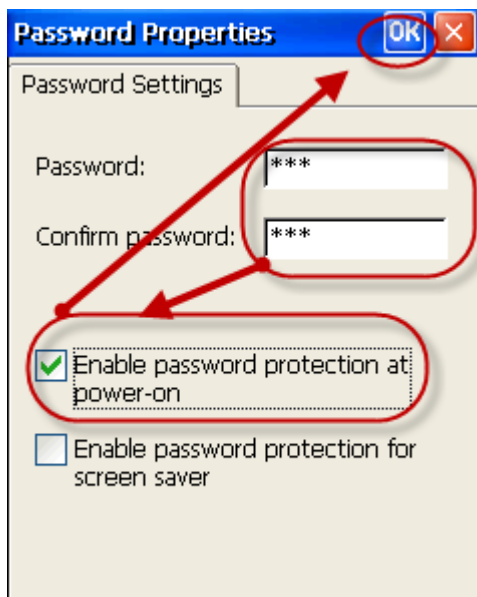 Password Properties OK
Password Settings
Password: ***
Confirm password: ***
Enable password protection at
power-on
Enable password protection for
screen saver